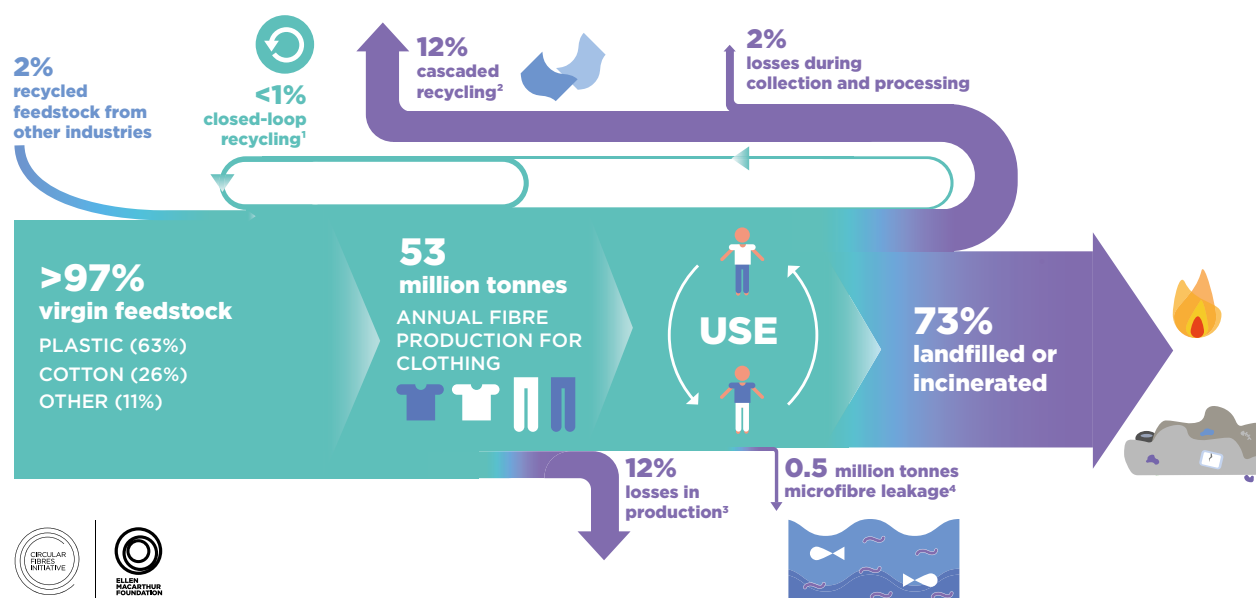 2%
recycled
feedstock from
other industries
<1%
closed-loop
recycling¹
12%
cascaded
recycling²
2%
losses during
collection and processing
>97%
virgin feedstock
PLASTIC (63%)
COTTON (26%)
OTHER (11%)
53
million tonnes
ANNUAL FIBRE
PRODUCTION FOR
CLOTHING
USE
73%
landfilled or
incinerated
12%
losses in
production³
0.5 million tonnes
microfibre leakage⁴
CIRCULAR
FIBRES
INITIATIVE
ELLEN
MACARTHUR
FOUNDATION